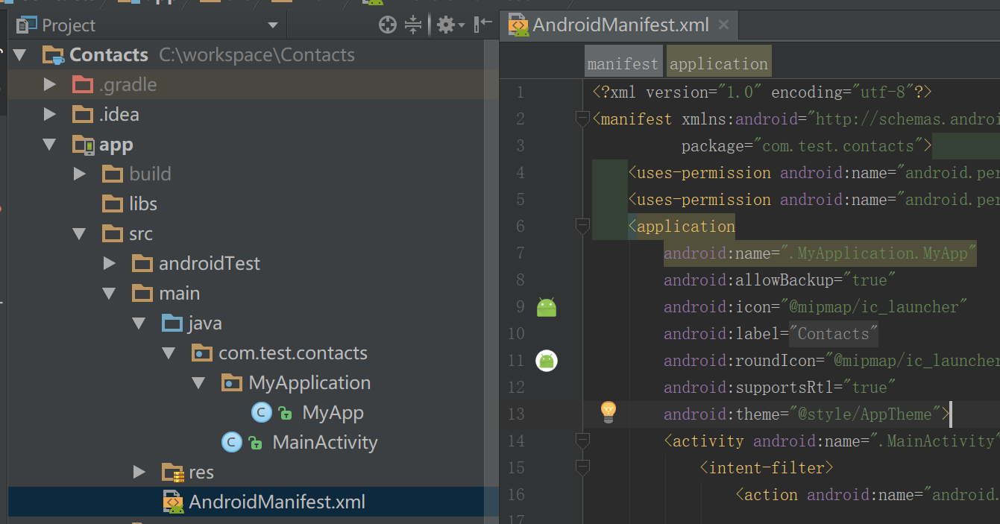 Project
Contacts C:\workspace\Contacts
.gradle
.idea
app
build
libs
src
androidTest
main
java
com.test.contacts
MyApplication
MyApp
MainActivity
res
AndroidManifest.xml
AndroidManifest.xml
manifest application
1 <?xml version="1.0" encoding="utf-8"?>
2 <manifest xmlns:android="http://schemas.androi
3 package="com.test.contacts">
4 <uses-permission android:name="android.per
5 <uses-permission android:name="android.per
6 <application
7 android:name=".MyApplication.MyApp"
8 android:allowBackup="true"
9 android:icon="@mipmap/ic_launcher"
10 android:label="Contacts"
11 android:roundIcon="@mipmap/ic_launcher
12 android:supportsRtl="true"
13 android:theme="@style/AppTheme">
14 <activity android:name=".MainActivity"
15 <intent-filter>
16 <action android:name="android.
17